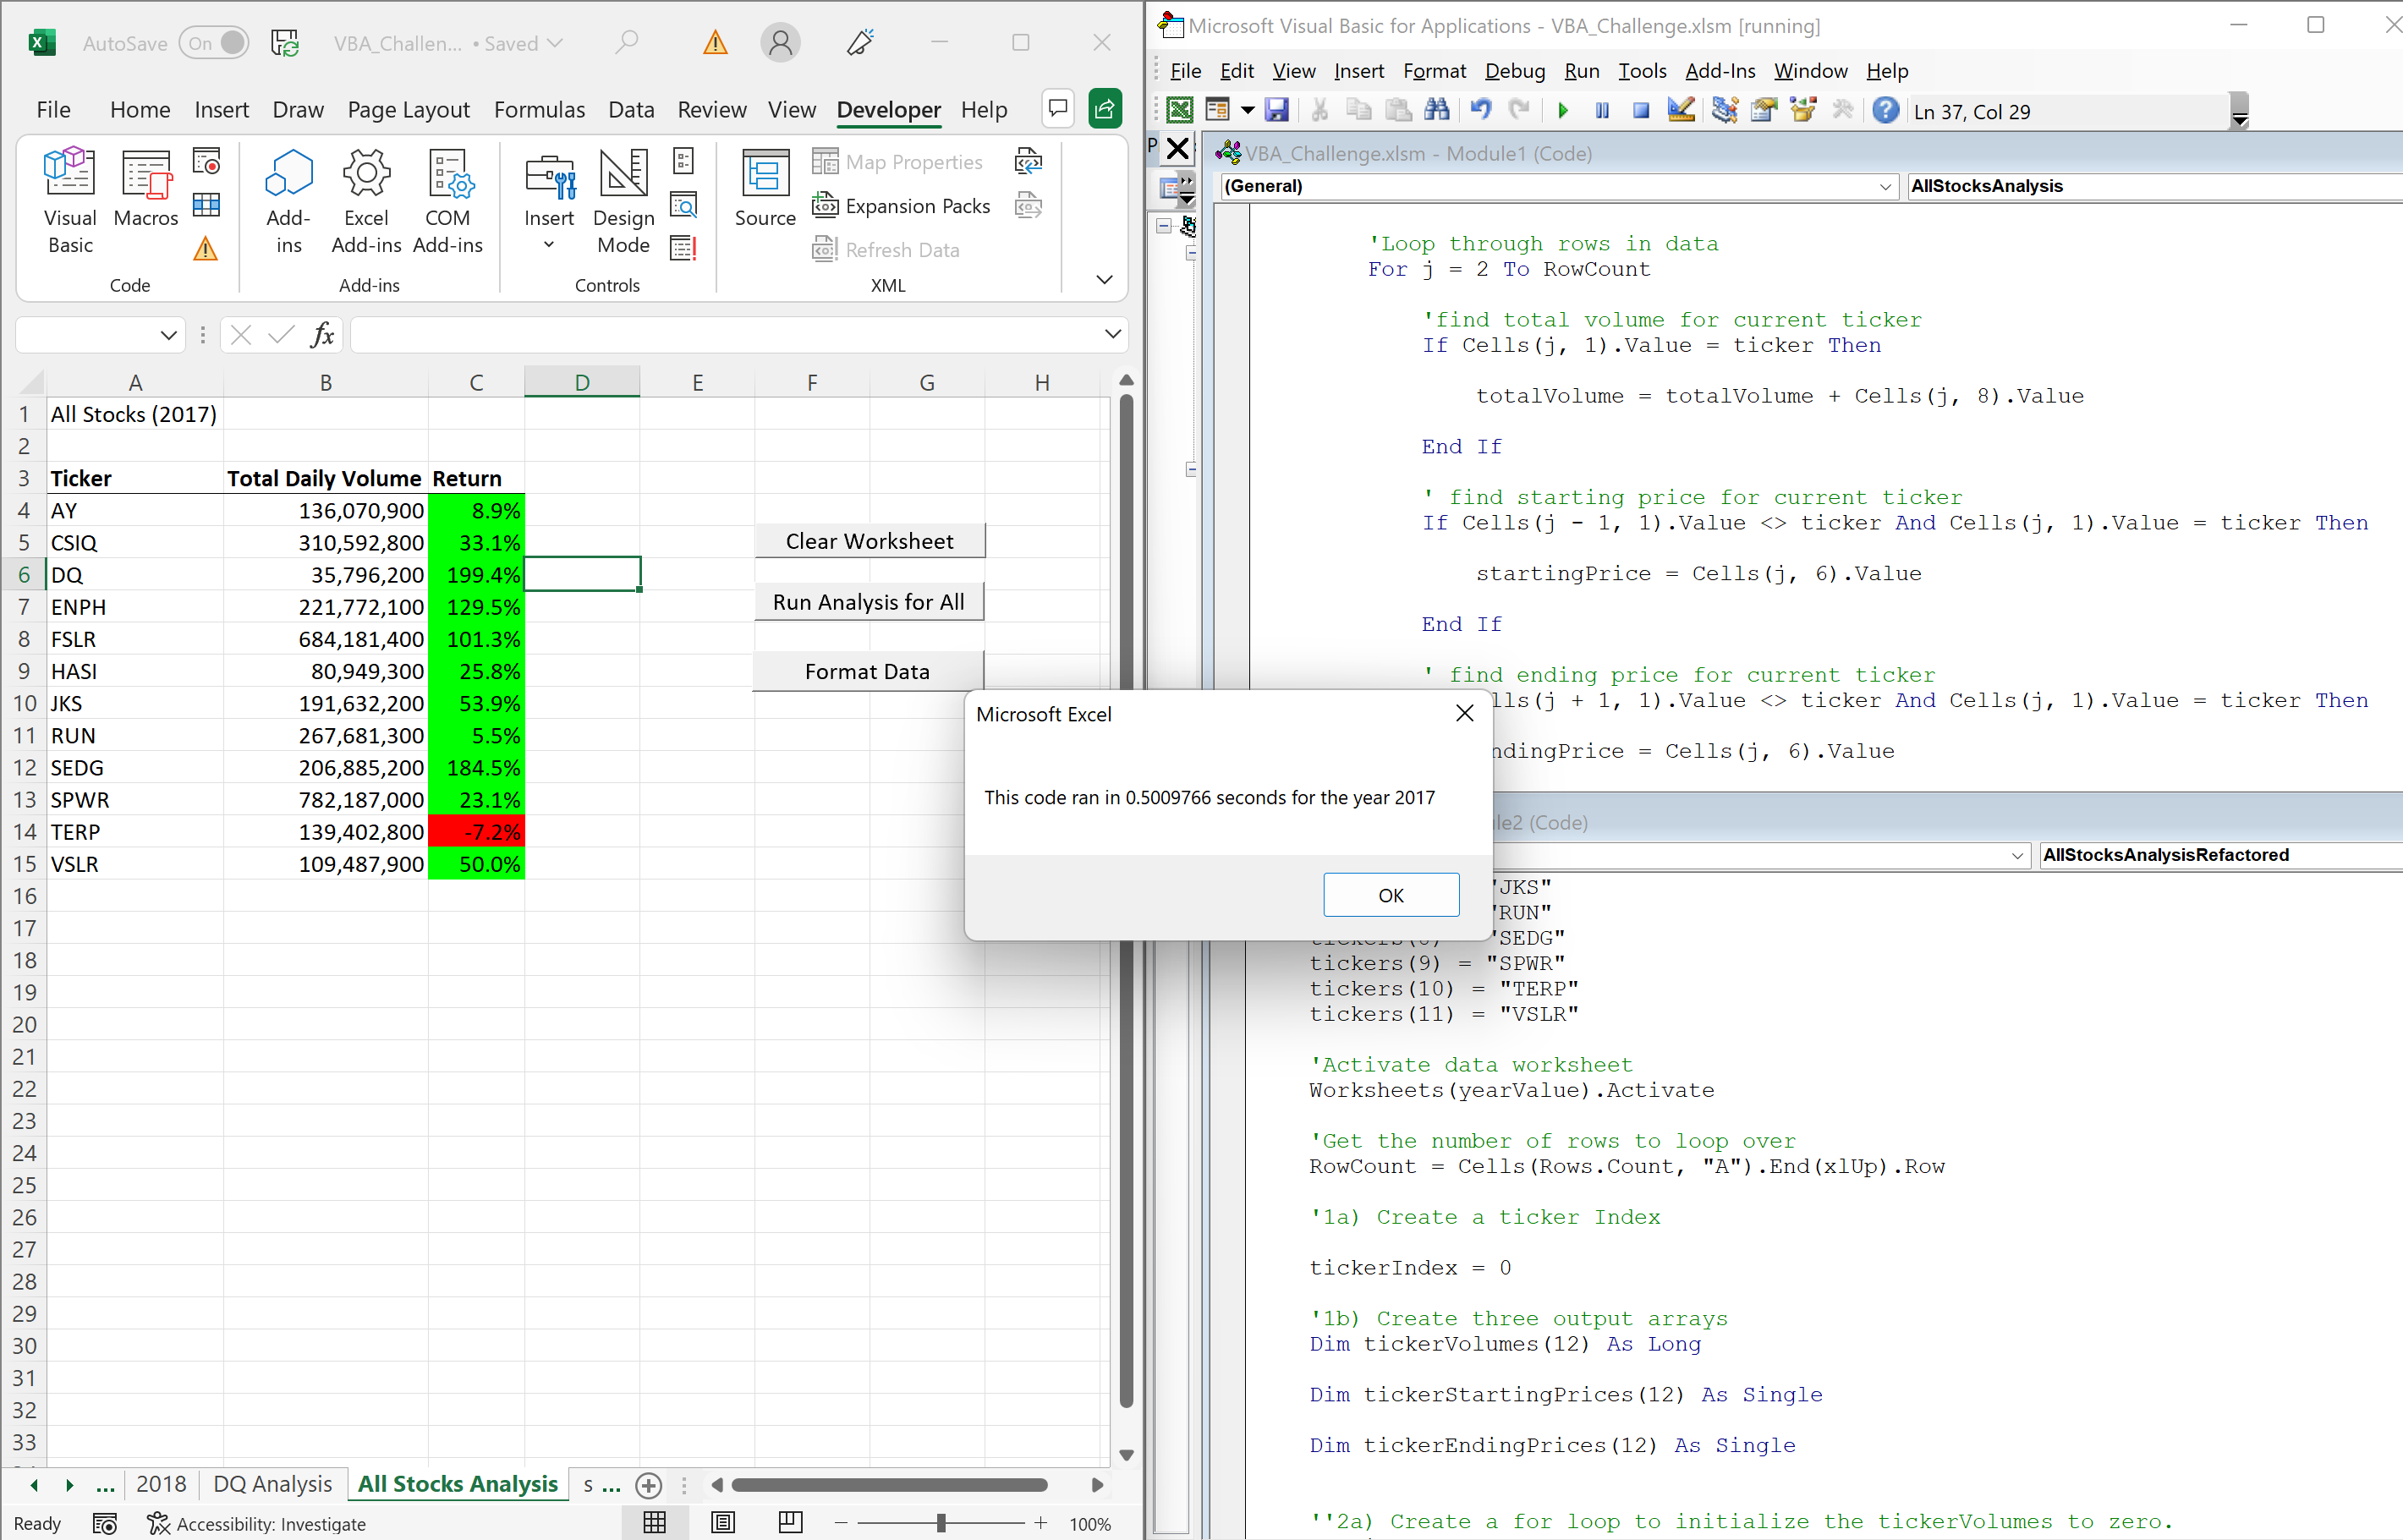 AutoSave On VBA_Challen... • Saved
File Home Insert Draw Page Layout Formulas Data Review View Developer Help
Visual Basic
Macros
Add-ins
Excel Add-ins
COM Add-ins
Insert
Design Mode
Source
Map Properties
Expansion Packs
Refresh Data
Code Add-ins Controls XML
fx
A B C D E F G H
1 All Stocks (2017)
2
3 Ticker Total Daily Volume Return
4 AY 136,070,900 8.9%
5 CSIQ 310,592,800 33.1%
6 DQ 35,796,200 199.4%
7 ENPH 221,772,100 129.5%
8 FSLR 684,181,400 101.3%
9 HASI 80,949,300 25.8%
10 JKS 191,632,200 53.9%
11 RUN 267,681,300 5.5%
12 SEDG 206,885,200 184.5%
13 SPWR 782,187,000 23.1%
14 TERP 139,402,800 -7.2%
15 VSLR 109,487,900 50.0%
16
17
18
19
20
21
22
23
24
25
26
27
28
29
30
31
32
33
Clear Worksheet
Run Analysis for All
Format Data
... 2018 DQ Analysis All Stocks Analysis s ...
Ready Accessibility: Investigate 100%
Microsoft Excel
This code ran in 0.5009766 seconds for the year 2017
OK
Microsoft Visual Basic for Applications - VBA_Challenge.xlsm [running]
File Edit View Insert Format Debug Run Tools Add-Ins Window Help
Ln 37, Col 29
P
VBA_Challenge.xlsm - Module1 (Code)
(General) AllStocksAnalysis
'Loop through rows in data
For j = 2 To RowCount
'find total volume for current ticker
If Cells(j, 1).Value = ticker Then
totalVolume = totalVolume + Cells(j, 8).Value
End If
' find starting price for current ticker
If Cells(j - 1, 1).Value <> ticker And Cells(j, 1).Value = ticker Then
startingPrice = Cells(j, 6).Value
End If
' find ending price for current ticker
lls(j + 1, 1).Value <> ticker And Cells(j, 1).Value = ticker Then
ndingPrice = Cells(j, 6).Value
le2 (Code)
AllStocksAnalysisRefactored
"JKS"
"RUN"
"SEDG"
tickers(9) = "SPWR"
tickers(10) = "TERP"
tickers(11) = "VSLR"
'Activate data worksheet
Worksheets(yearValue).Activate
'Get the number of rows to loop over
RowCount = Cells(Rows.Count, "A").End(xlUp).Row
'1a) Create a ticker Index
tickerIndex = 0
'1b) Create three output arrays
Dim tickerVolumes(12) As Long
Dim tickerStartingPrices(12) As Single
Dim tickerEndingPrices(12) As Single
''2a) Create a for loop to initialize the tickerVolumes to zero.